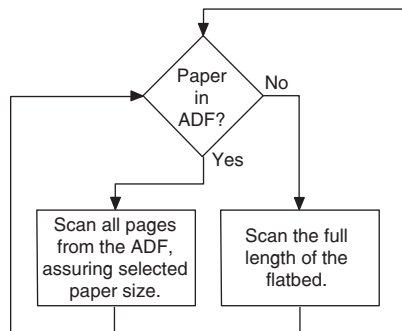 Paper
in
ADF?
No
Yes
Scan all pages
from the ADF,
assuring selected
paper size.
Scan the full
length of the
flatbed.